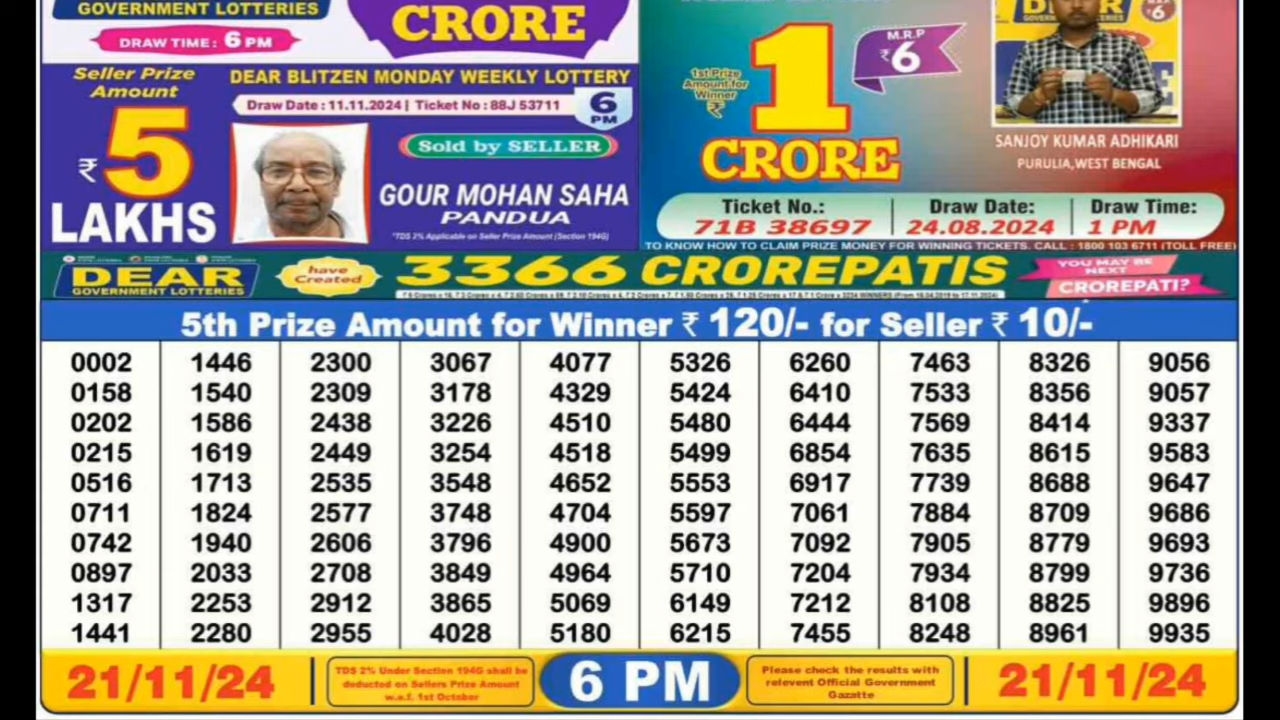 GOVERNMENT LOTTERIES
DRAW TIME: 6 PM
CRORE
Seller Prize
Amount
₹ 5
LAKHS
DEAR BLITZEN MONDAY WEEKLY LOTTERY
Draw Date : 11.11.2024 | Ticket No : 88J 53711
6
PM
Sold by SELLER
GOUR MOHAN SAHA
PANDUA
*TDS 2% Applicable on Seller Prize Amount (Section 194G)
1st Prize
Amount for
Winner
₹
1
CRORE
M.R.P
₹6
SANJOY KUMAR ADHIKARI
PURULIA, WEST BENGAL
Ticket No.: Draw Date: Draw Time:
71B 38697 24.08.2024 1 PM
TO KNOW HOW TO CLAIM PRIZE MONEY FOR WINNING TICKETS. CALL : 1800 103 6711 (TOLL FREE)
DEAR
GOVERNMENT LOTTERIES
have
Created
3366 CROREPATIS
YOU MAY BE
NEXT
CROREPATI?
5th Prize Amount for Winner ₹ 120/- for Seller ₹ 10/-
0002 1446 2300 3067 4077 5326 6260 7463 8326 9056
0158 1540 2309 3178 4329 5424 6410 7533 8356 9057
0202 1586 2438 3226 4510 5480 6444 7569 8414 9337
0215 1619 2449 3254 4518 5499 6854 7635 8615 9583
0516 1713 2535 3548 4652 5553 6917 7739 8688 9647
0711 1824 2577 3748 4704 5597 7061 7884 8709 9686
0742 1940 2606 3796 4900 5673 7092 7905 8779 9693
0897 2033 2708 3849 4964 5710 7204 7934 8799 9736
1317 2253 2912 3865 5069 6149 7212 8108 8825 9896
1441 2280 2955 4028 5180 6215 7455 8248 8961 9935
21/11/24
TDS 2% Under Section 194G shall be
deducted on Sellers Prize Amount
w.e.f. 1st October
6 PM
Please check the results with
relevent Official Government
Gazatte
21/11/24